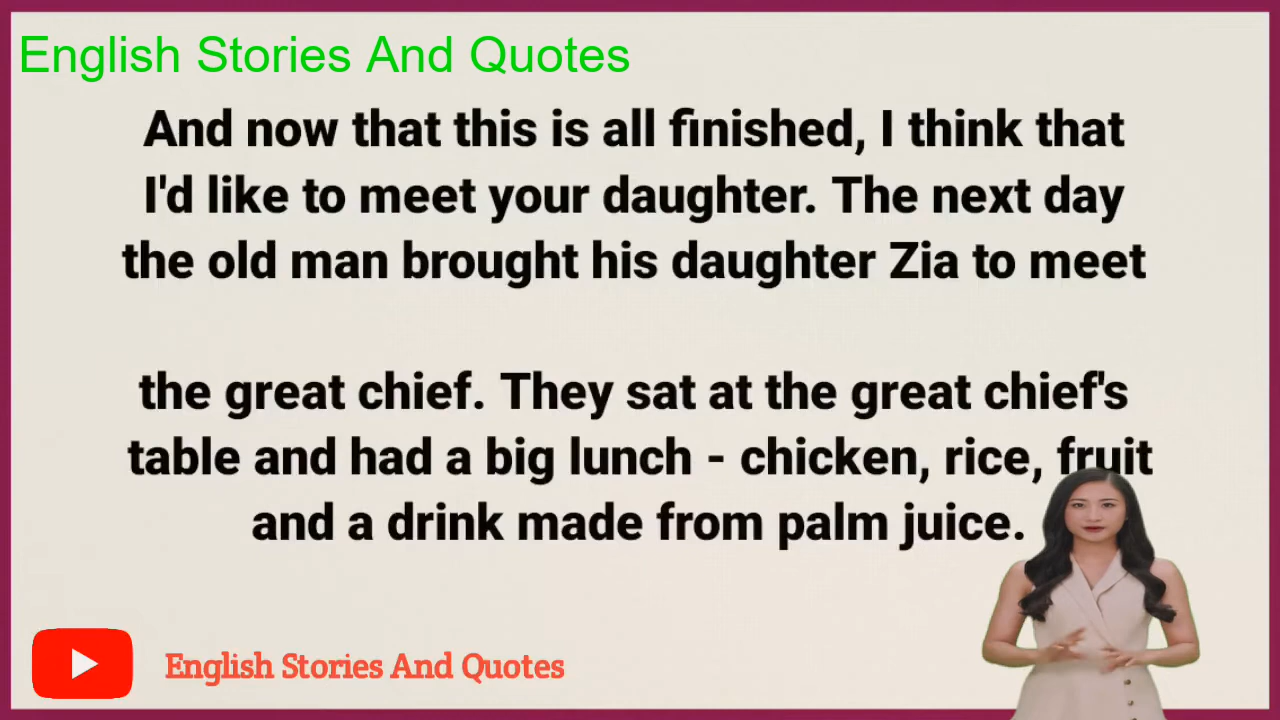 English Stories And Quotes
And now that this is all finished, I think that
I'd like to meet your daughter. The next day
the old man brought his daughter Zia to meet
the great chief. They sat at the great chief's
table and had a big lunch - chicken, rice, fruit
and a drink made from palm juice.
English Stories And Quotes